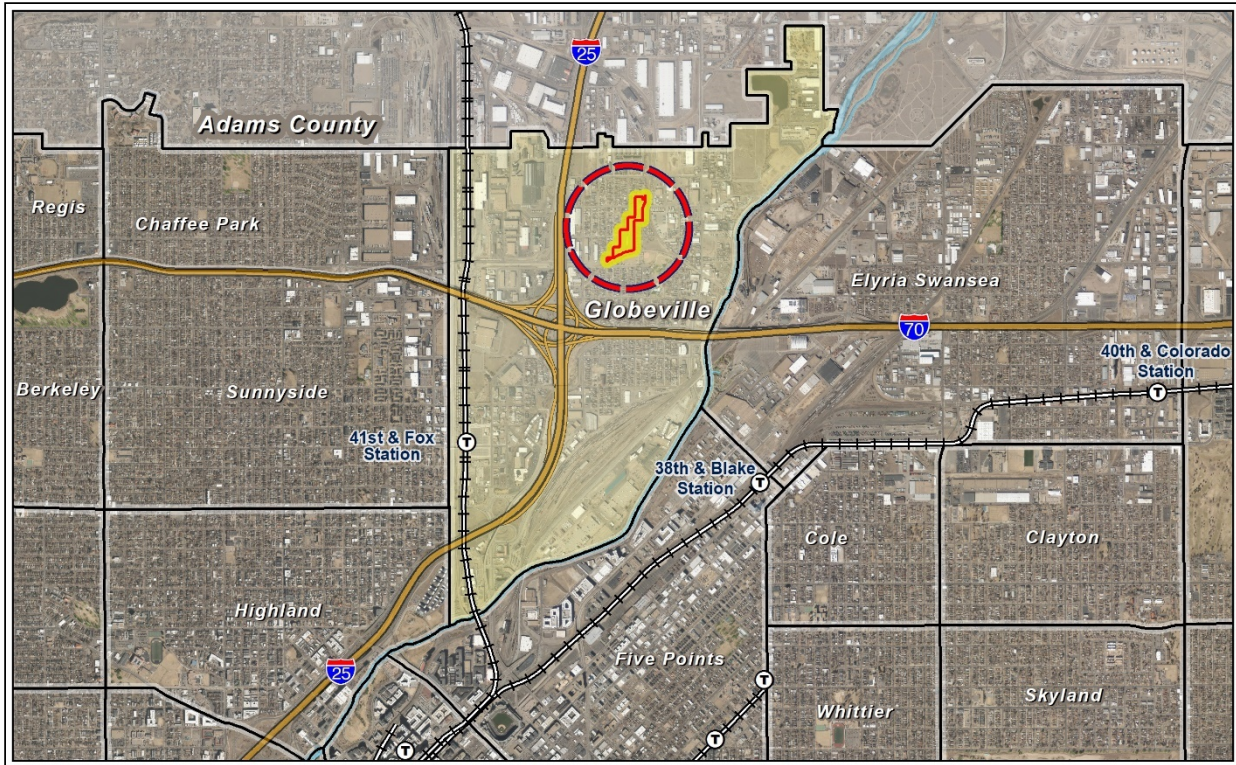 25
Adams County
Regis
Chaffee Park
Elyria Swansea
Globeville
70
40th & Colorado
Station
Berkeley
Sunnyside
41st & Fox
Station
T
T
38th & Blake
Station
T
Cole
Clayton
Highland
Five Points
25
T
Skyland
Whittier
T
T